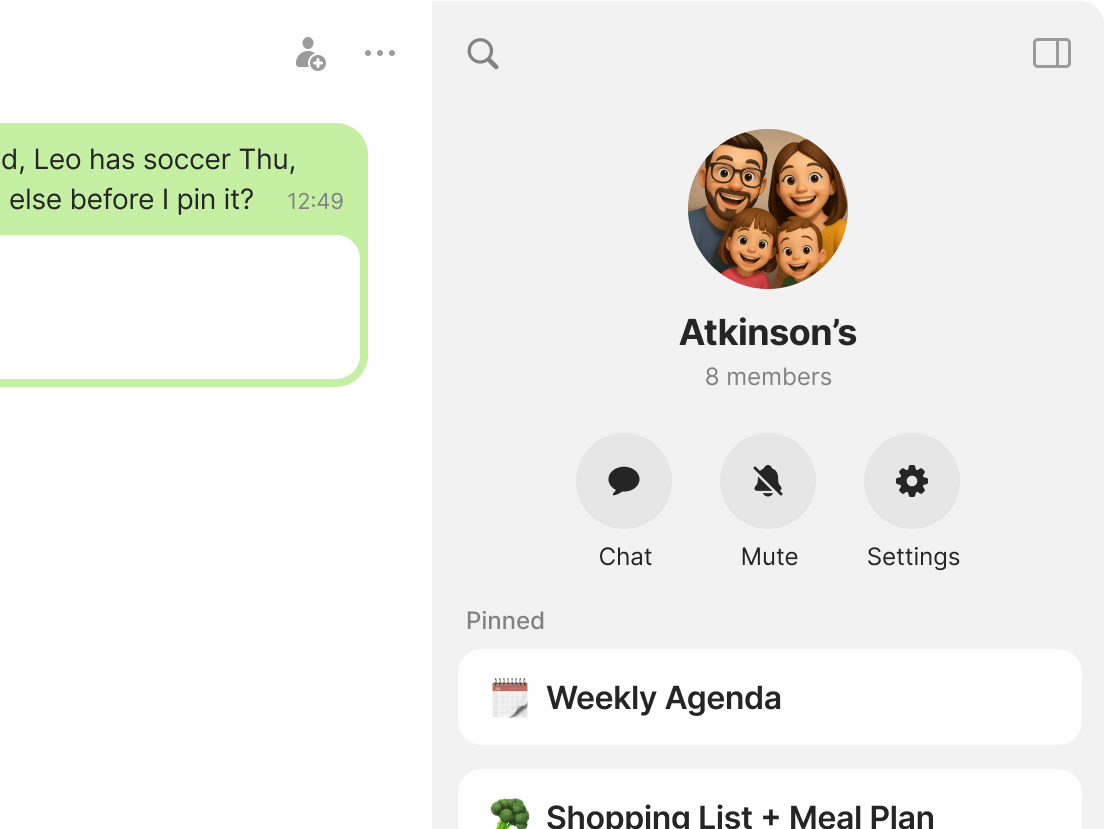 d, Leo has soccer Thu,
else before I pin it? 12:49
Atkinson’s
8 members
Chat Mute Settings
Pinned
Weekly Agenda
Shopping List + Meal Plan